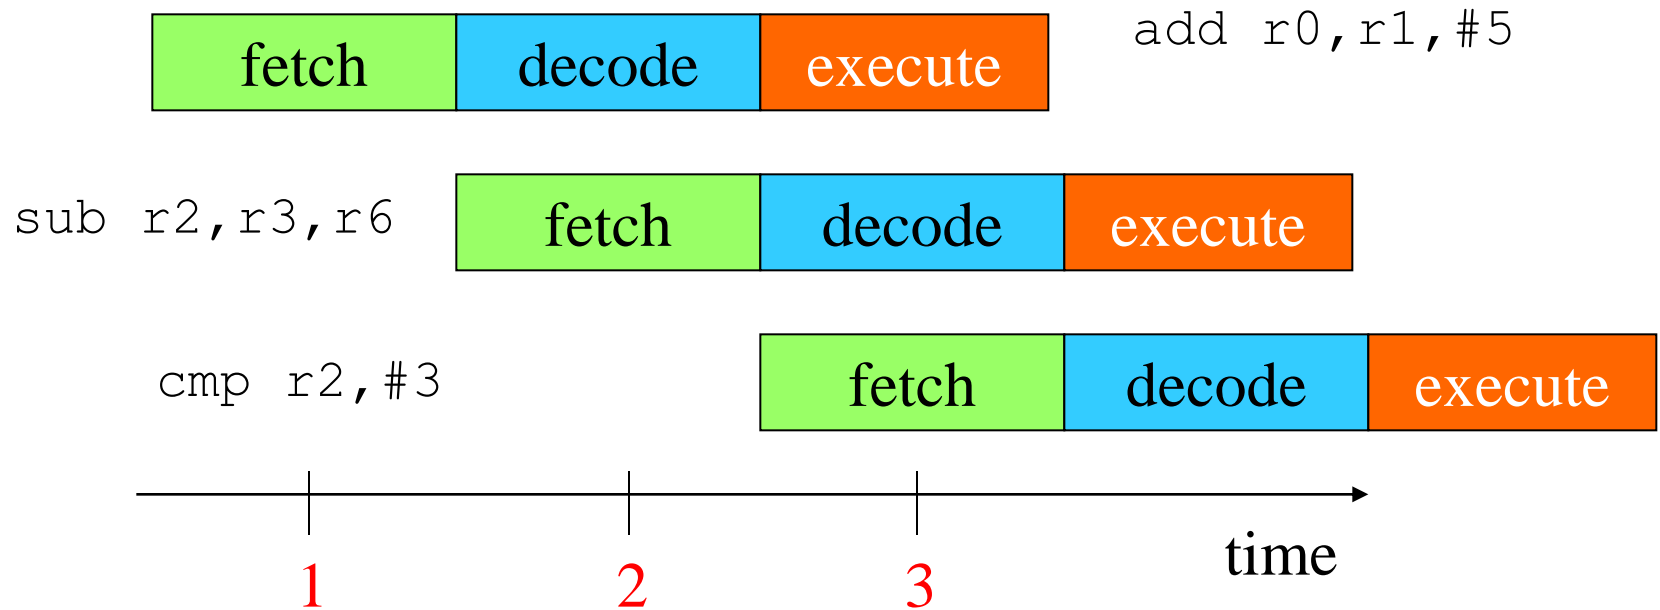 fetch decode execute add r0,r1,#5
sub r2,r3,r6 fetch decode execute
cmp r2,#3 fetch decode execute
time
1 2 3